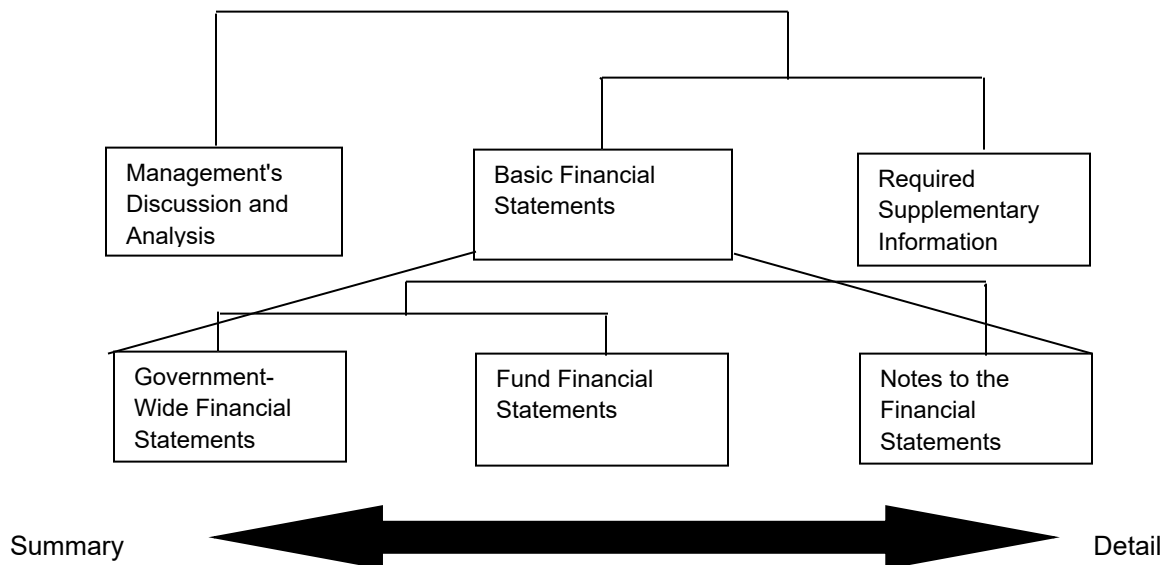 Management's
Discussion and
Analysis
Basic Financial
Statements
Required
Supplementary
Information
Government-
Wide Financial
Statements
Fund Financial
Statements
Notes to the
Financial
Statements
Summary
Detail